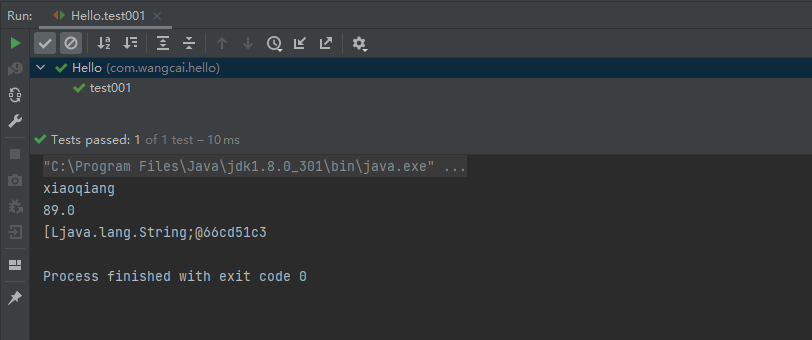 Run: Hello.test001
Hello (com.wangcai.hello)
test001
Tests passed: 1 of 1 test – 10 ms
"C:\Program Files\Java\jdk1.8.0_301\bin\java.exe" ...
xiaoqiang
89.0
[Ljava.lang.String;@66cd51c3
Process finished with exit code 0